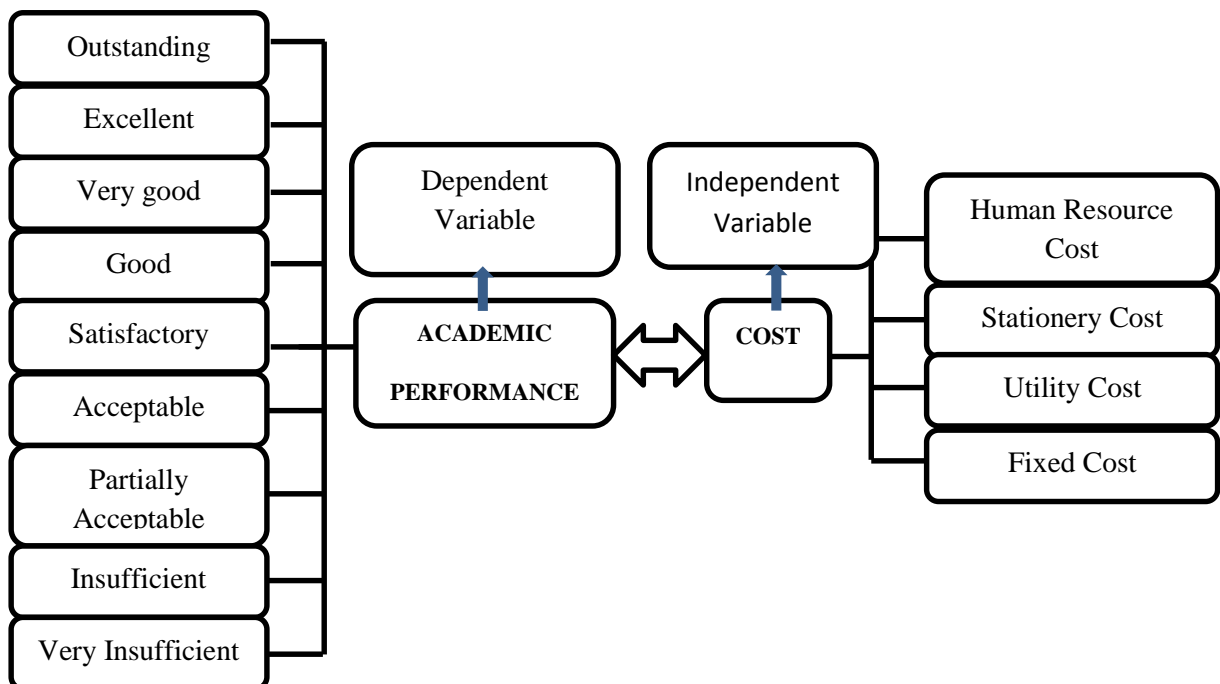 Outstanding
Excellent
Very good
Good
Satisfactory
Acceptable
Partially
Acceptable
Insufficient
Very Insufficient
Dependent
Variable
ACADEMIC
PERFORMANCE
Independent
Variable
COST
Human Resource
Cost
Stationery Cost
Utility Cost
Fixed Cost